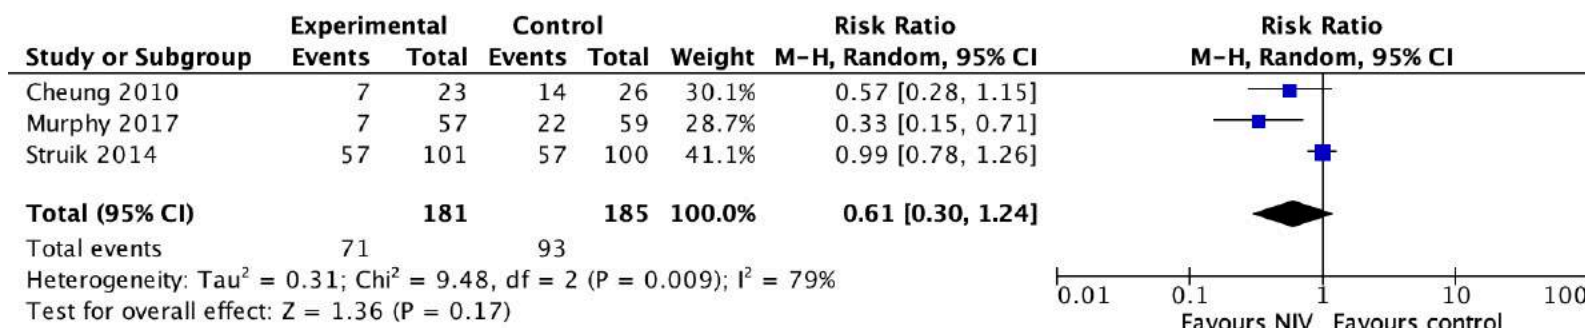 Experimental Control Risk Ratio Risk Ratio
Study or Subgroup Events Total Events Total Weight M-H, Random, 95% CI M-H, Random, 95% CI
Cheung 2010 7 23 14 26 30.1% 0.57 [0.28, 1.15]
Murphy 2017 7 57 22 59 28.7% 0.33 [0.15, 0.71]
Struik 2014 57 101 57 100 41.1% 0.99 [0.78, 1.26]
Total (95% CI) 181 185 100.0% 0.61 [0.30, 1.24]
Total events 71 93
Heterogeneity: Tau² = 0.31; Chi² = 9.48, df = 2 (P = 0.009); I² = 79%
Test for overall effect: Z = 1.36 (P = 0.17)
0.01 0.1 1 10 100
Favours NIV Favours control